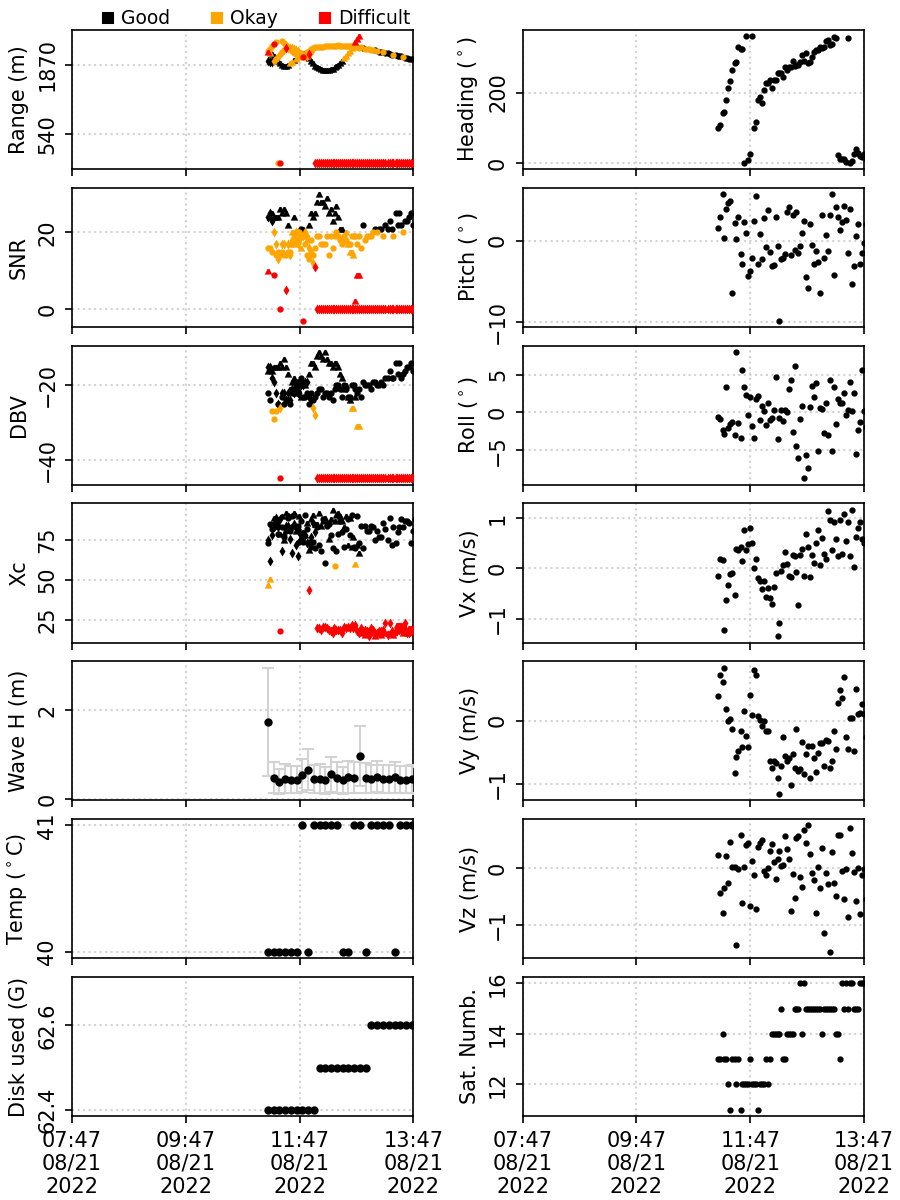 Good Okay Difficult
Range (m)
1870
540
Heading (°)
200
0
SNR
20
0
Pitch (°)
0
−10
DBV
−20
−40
Roll (°)
5
0
−5
Xc
75
50
25
Vx (m/s)
1
0
−1
Wave H (m)
2
0
Vy (m/s)
0
−1
Temp (°C)
41
40
Vz (m/s)
0
−1
Disk used (G)
62.6
62.4
Sat. Numb.
16
14
12
07:47 09:47 11:47 13:47 07:47 09:47 11:47 13:47
08/21 08/21 08/21 08/21 08/21 08/21 08/21 08/21
2022 2022 2022 2022 2022 2022 2022 2022